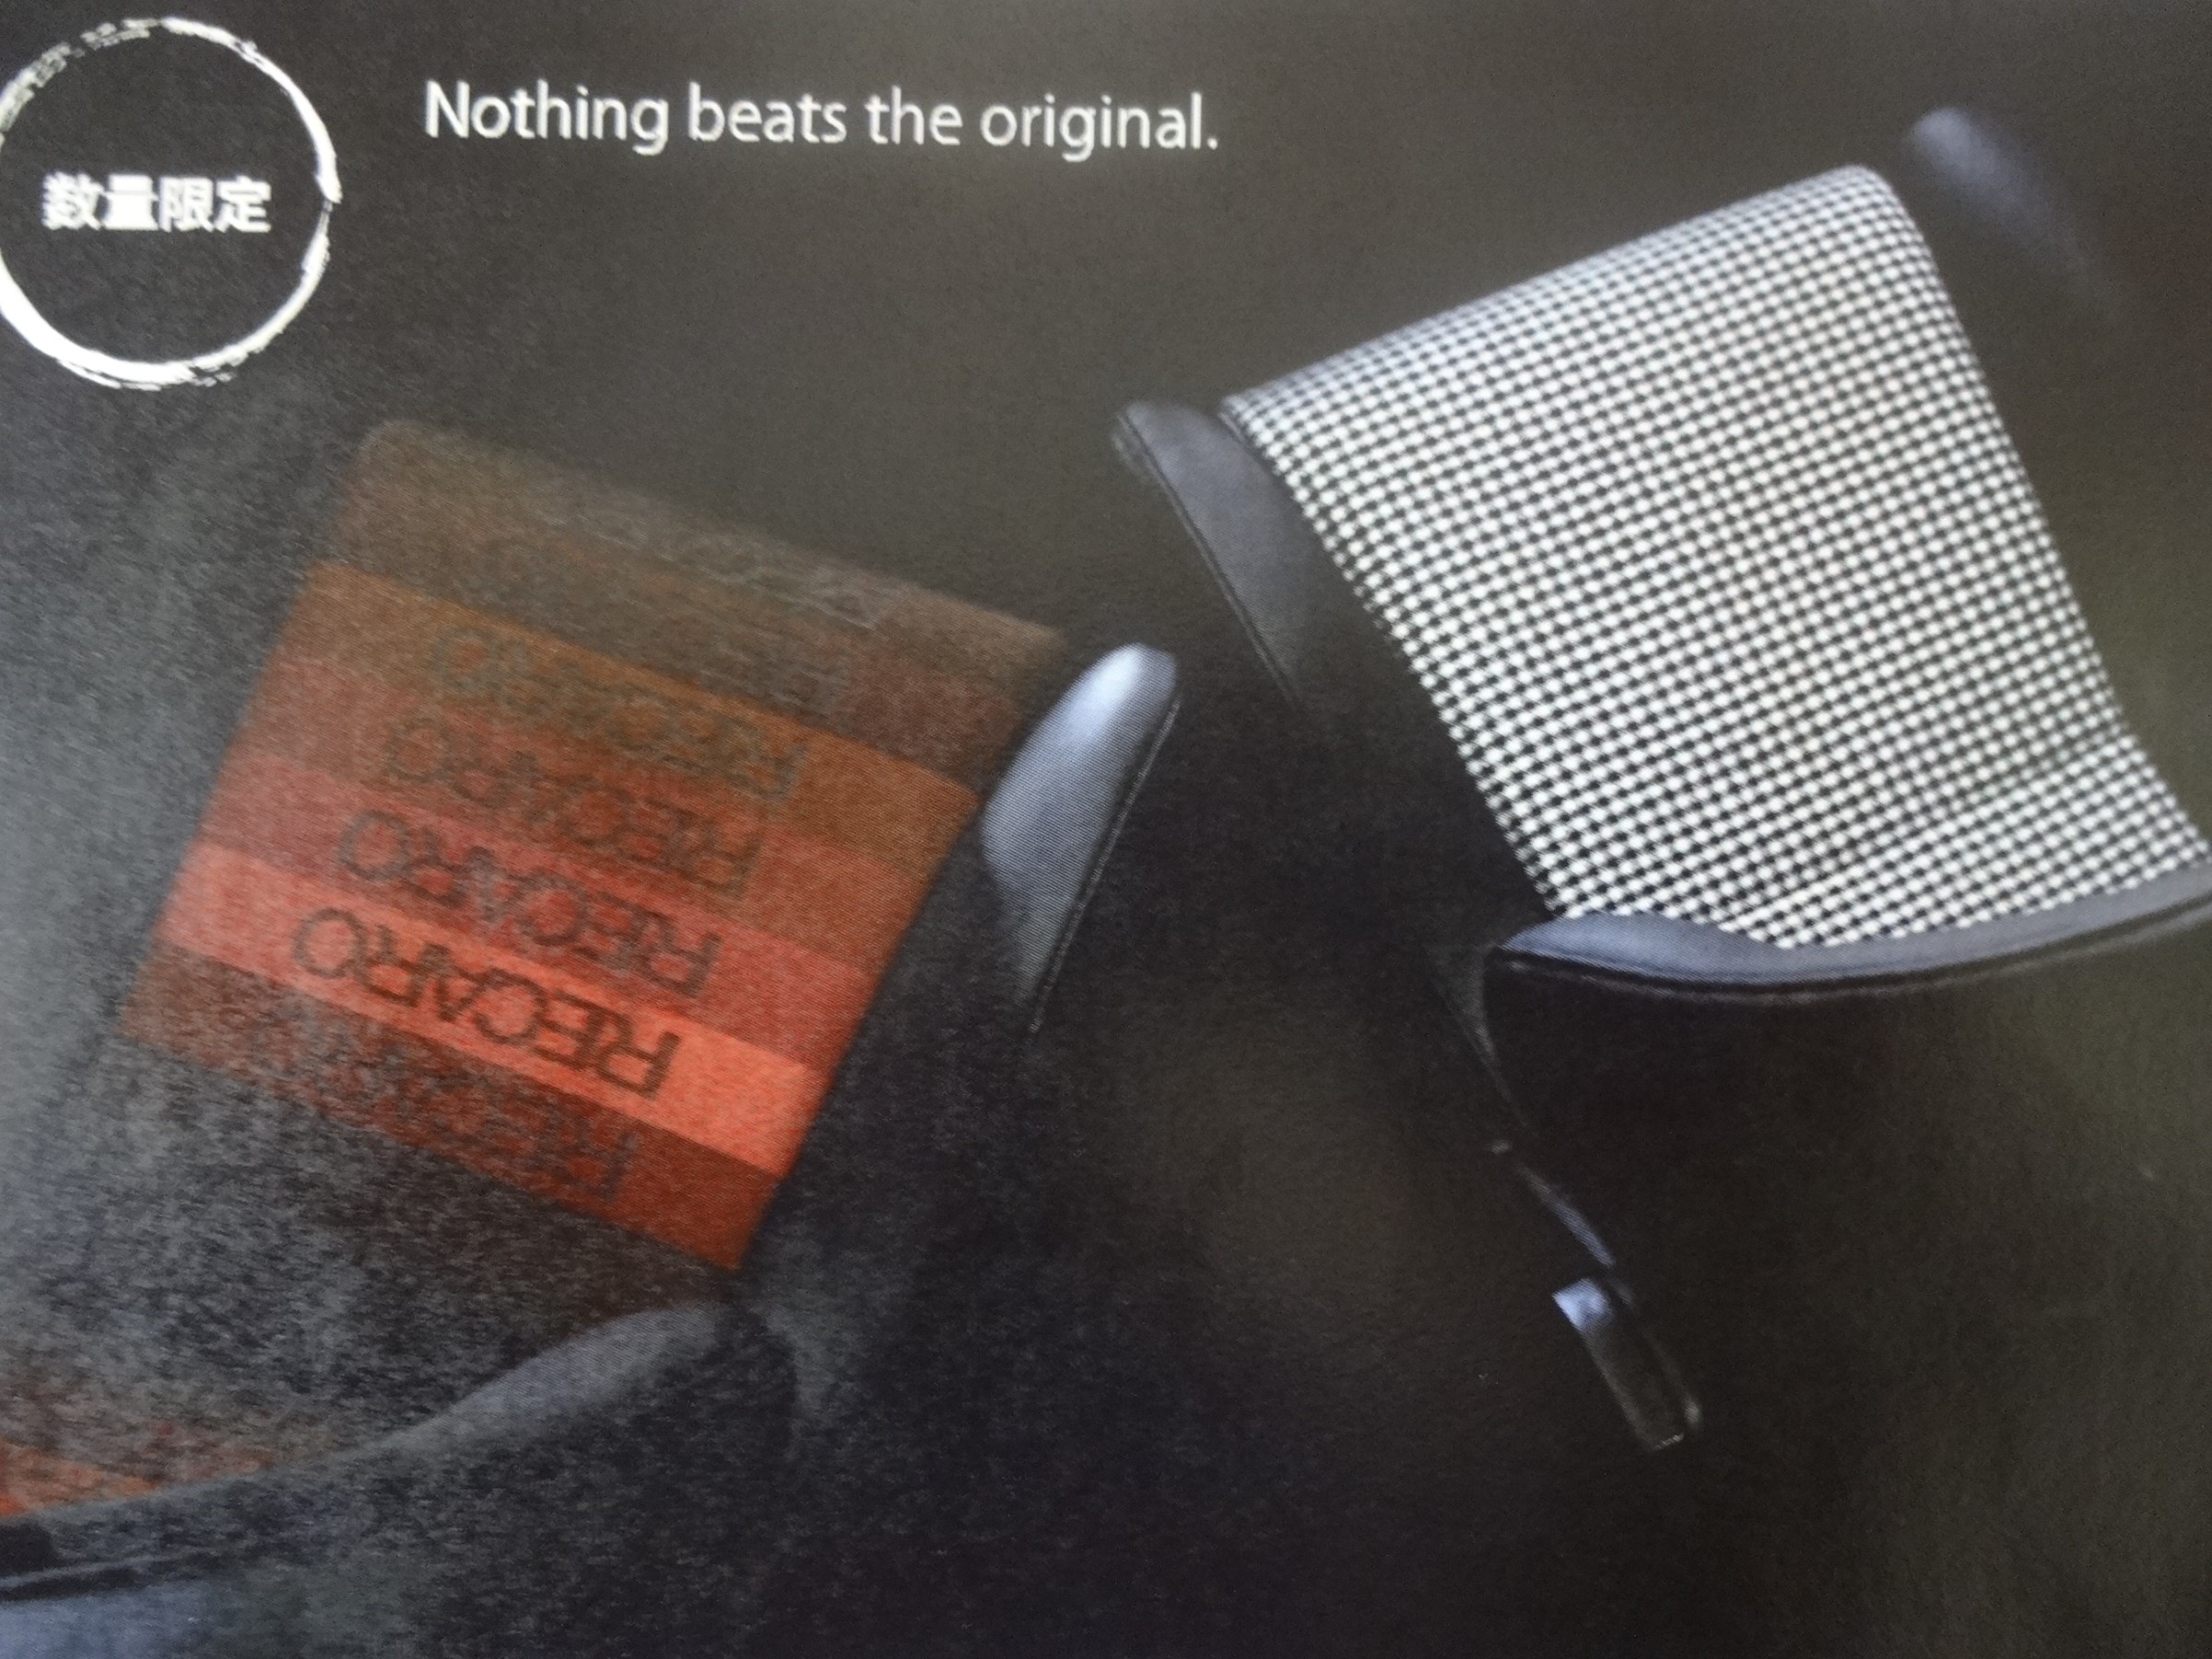 Nothing beats the original.
数量限定
RECARO
RECARO
RECARO
RECARO
RECARO